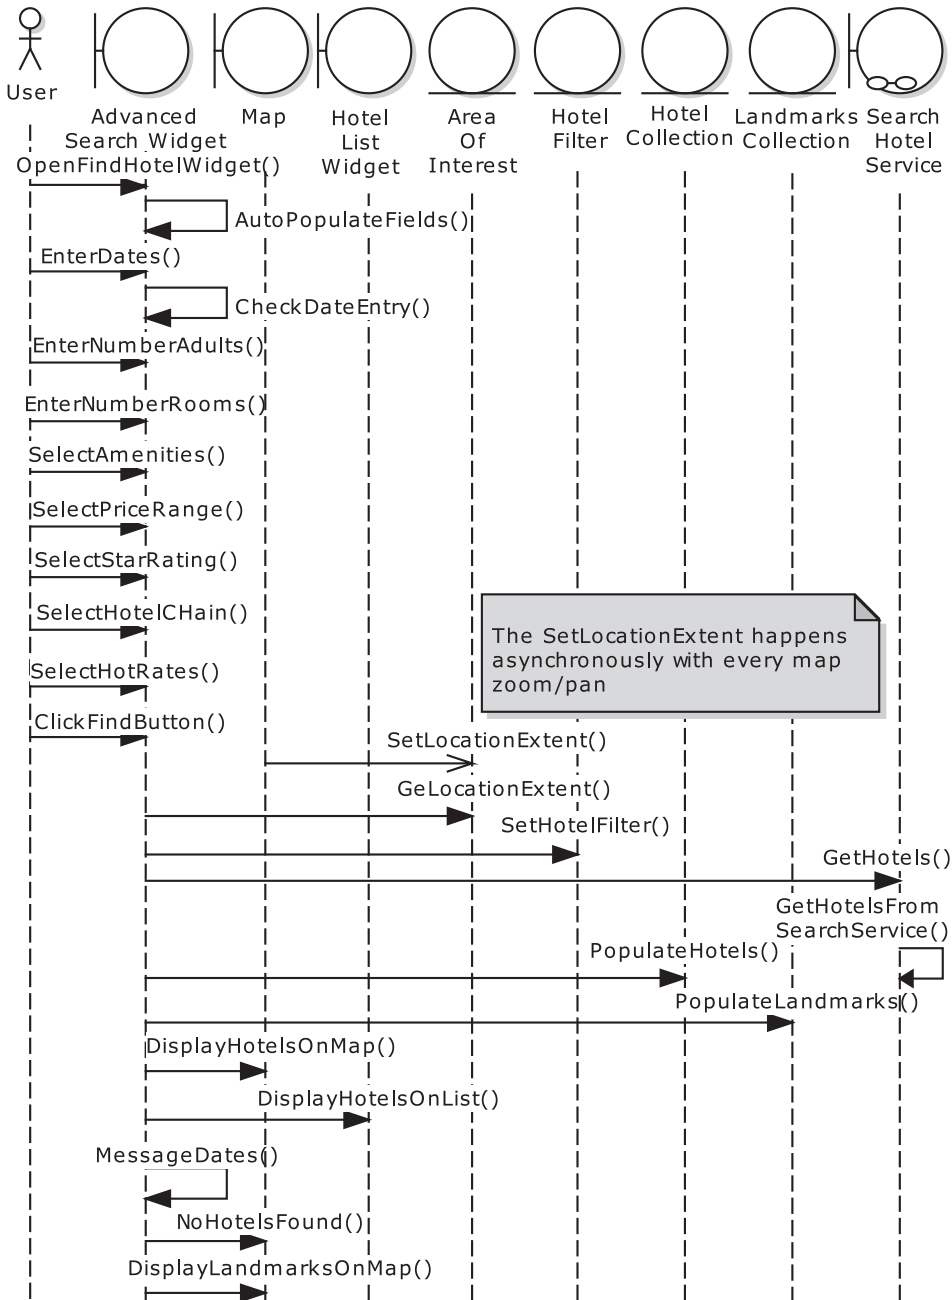 User
Advanced
Search Widget
Map
Hotel
List
Widget
Area
Of
Interest
Hotel
Filter
Hotel
Collection
Landmarks
Collection
Search
Hotel
Service
OpenFindHotelWidget()
AutoPopulateFields()
EnterDates()
CheckDateEntry()
EnterNumberAdults()
EnterNumberRooms()
SelectAmenities()
SelectPriceRange()
SelectStarRating()
SelectHotelCHain()
The SetLocationExtent happens
asynchronously with every map
zoom/pan
SelectHotRates()
ClickFindButton()
SetLocationExtent()
GeLocationExtent()
SetHotelFilter()
GetHotels()
GetHotelsFrom
SearchService()
PopulateHotels()
PopulateLandmarks()
DisplayHotelsOnMap()
DisplayHotelsOnList()
MessageDates()
NoHotelsFound()
DisplayLandmarksOnMap()